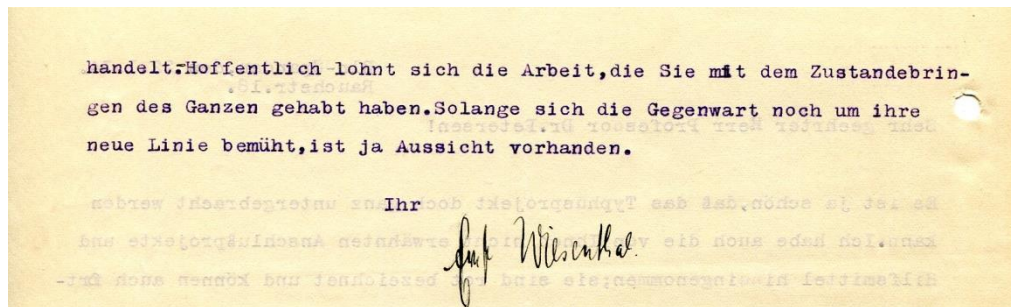 handelt.Hoffentlich lohnt sich die Arbeit,die Sie mit dem Zustandebrin-
gen des Ganzen gehabt haben.Solange sich die Gegenwart noch um ihre
neue Linie bemüht,ist ja Aussicht vorhanden.
Ihr
Wiesenthal.